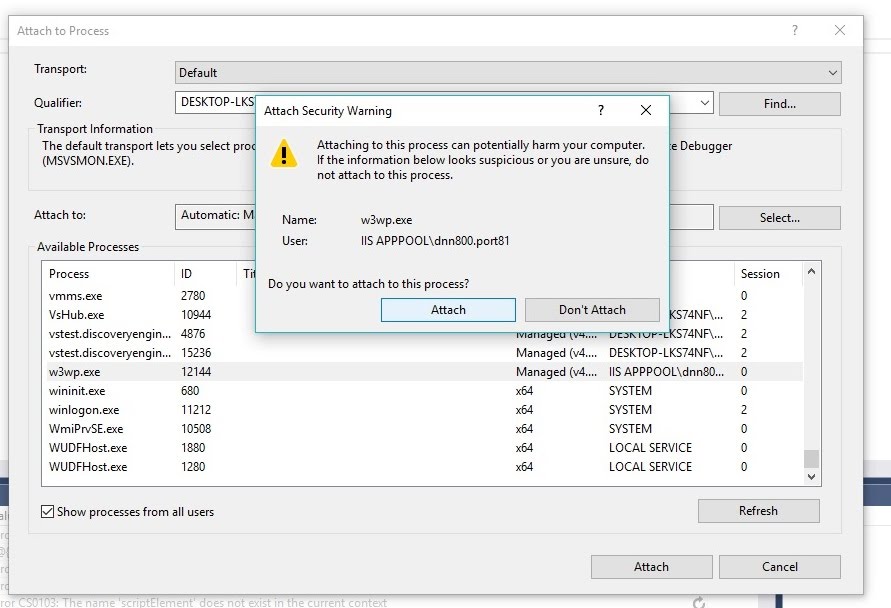 Attach to Process
Transport:
Default
Qualifier:
DESKTOP-LKS
Find...
Transport Information
The default transport lets you select
Debugger
(MSVSMON.EXE).
Attach to:
Automatic:
Select...
Available Processes
Process ID Session
vmms.exe 2780 0
VsHub.exe 10944 KS74NF\... 2
vstest.discoveryengin... 4876 Managed (v4.... DESKTOP-LKS74NF\... 2
vstest.discoveryengin... 15236 Managed (v4.... DESKTOP-LKS74NF\... 2
w3wp.exe 12144 Managed (v4.... IIS APPPOOL\dnn80... 0
wininit.exe 680 x64 SYSTEM 0
winlogon.exe 11212 x64 SYSTEM 2
WmiPrvSE.exe 10508 x64 SYSTEM 0
WUDFHost.exe 1880 x64 LOCAL SERVICE 0
WUDFHost.exe 1280 x64 LOCAL SERVICE 0
Show processes from all users
Refresh
Attach
Cancel
Attach Security Warning
Attaching to this process can potentially harm your computer.
If the information below looks suspicious or you are unsure, do
not attach to this process.
Name: w3wp.exe
User: IIS APPPOOL\dnn800.port81
Do you want to attach to this process?
Attach
Don't Attach
ror CS0103: The name 'scriptElement' does not exist in the current context